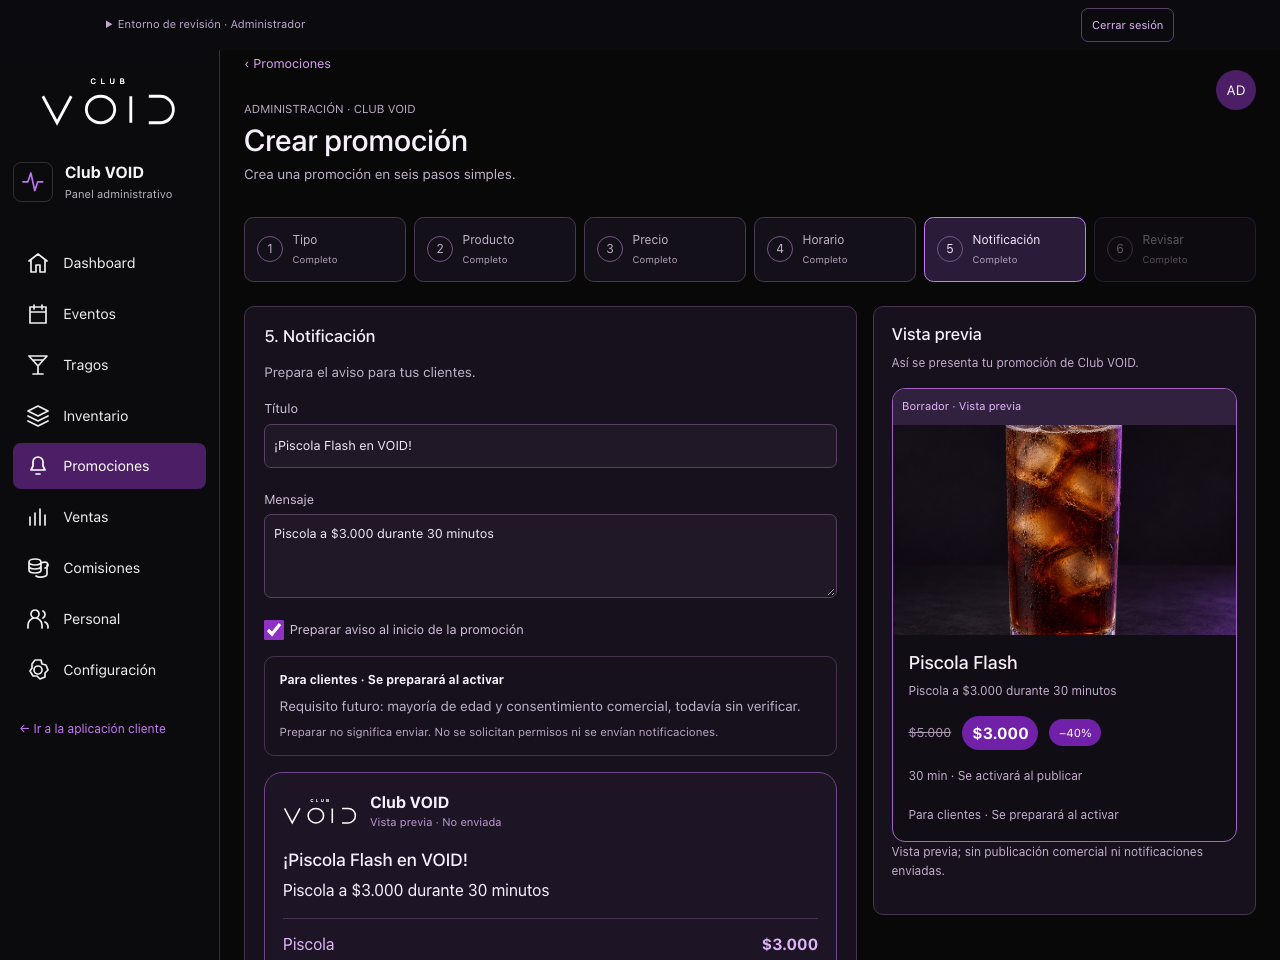 ▶ Entorno de revisión · Administrador
Cerrar sesión
CLUB
VOID
Club VOID
Panel administrativo
Dashboard
Eventos
Tragos
Inventario
Promociones
Ventas
Comisiones
Personal
Configuración
← Ir a la aplicación cliente
‹ Promociones
AD
ADMINISTRACIÓN · CLUB VOID
Crear promoción
Crea una promoción en seis pasos simples.
1 Tipo
Completo
2 Producto
Completo
3 Precio
Completo
4 Horario
Completo
5 Notificación
Completo
6 Revisar
Completo
5. Notificación
Prepara el aviso para tus clientes.
Título
¡Piscola Flash en VOID!
Mensaje
Piscola a $3.000 durante 30 minutos
Preparar aviso al inicio de la promoción
Para clientes · Se preparará al activar
Requisito futuro: mayoría de edad y consentimiento comercial, todavía sin verificar.
Preparar no significa enviar. No se solicitan permisos ni se envían notificaciones.
CLUB
VOID
Club VOID
Vista previa · No enviada
¡Piscola Flash en VOID!
Piscola a $3.000 durante 30 minutos
Piscola $3.000
Vista previa
Así se presenta tu promoción de Club VOID.
Borrador · Vista previa
Piscola Flash
Piscola a $3.000 durante 30 minutos
$5.000 $3.000 −40%
30 min · Se activará al publicar
Para clientes · Se preparará al activar
Vista previa; sin publicación comercial ni notificaciones
enviadas.